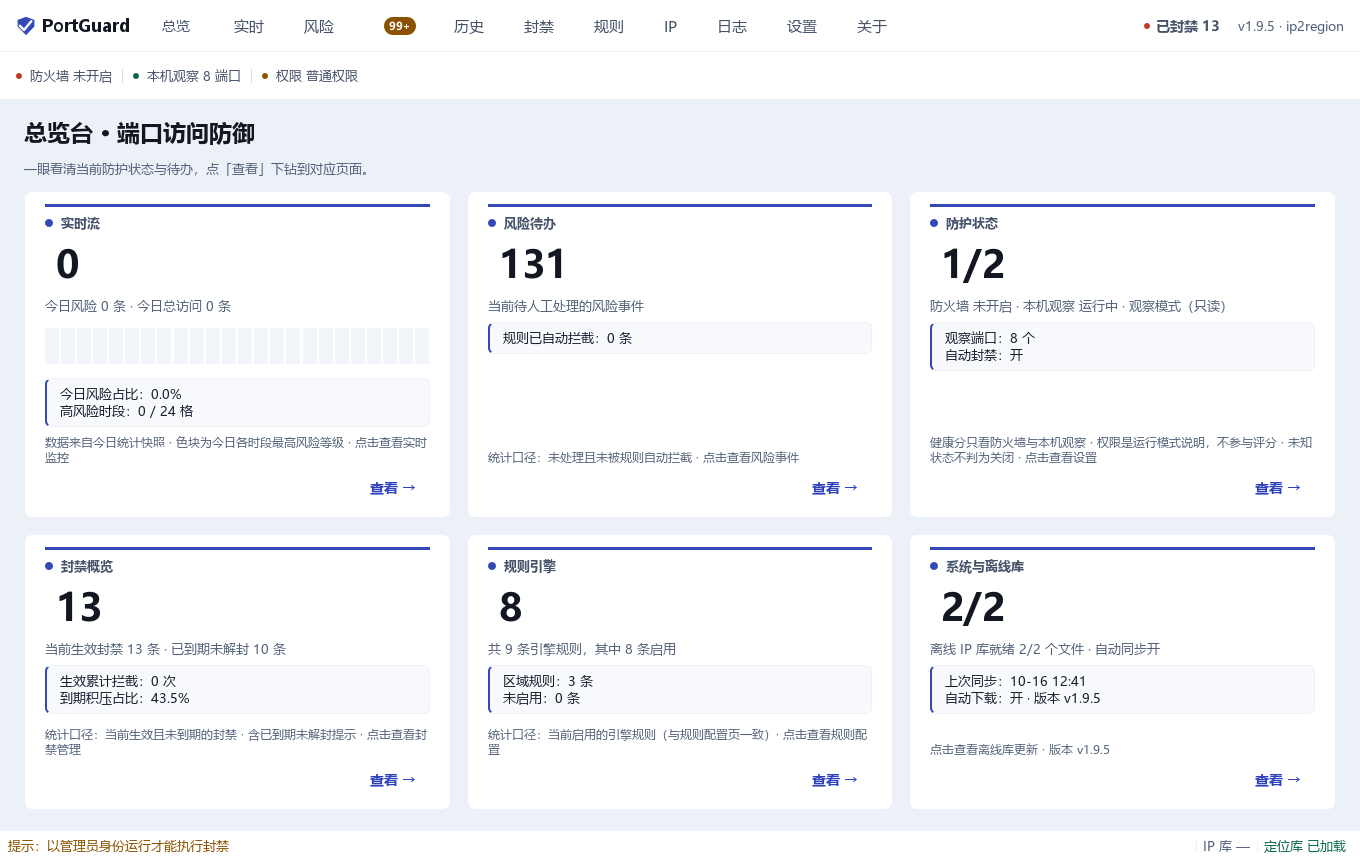 PortGuard 总览 实时 风险 99+ 历史 封禁 规则 IP 日志 设置 关于 已封禁 13 v1.9.5 · ip2region
防火墙 未开启 本机观察 8 端口 权限 普通权限
总览台 • 端口访问防御
一眼看清当前防护状态与待办，点「查看」下钻到对应页面。
实时流
0
今日风险 0 条 · 今日总访问 0 条
今日风险占比：0.0%
高风险时段：0 / 24 格
数据来自今日统计快照 · 色块为今日各时段最高风险等级 · 点击查看实时
监控
查看 →
风险待办
131
当前待人工处理的风险事件
规则已自动拦截：0 条
统计口径：未处理且未被规则自动拦截 · 点击查看风险事件
查看 →
防护状态
1/2
防火墙 未开启 · 本机观察 运行中 · 观察模式（只读）
观察端口：8 个
自动封禁：开
健康分只看防火墙与本机观察 · 权限是运行模式说明，不参与评分 · 未知
状态不判为关闭 · 点击查看设置
查看 →
封禁概览
13
当前生效封禁 13 条 · 已到期未解封 10 条
生效累计拦截：0 次
到期积压占比：43.5%
统计口径：当前生效且未到期的封禁 · 含已到期未解封提示 · 点击查看封
禁管理
查看 →
规则引擎
8
共 9 条引擎规则，其中 8 条启用
区域规则：3 条
未启用：0 条
统计口径：当前启用的引擎规则（与规则配置页一致）· 点击查看规则配
置
查看 →
系统与离线库
2/2
离线 IP 库就绪 2/2 个文件 · 自动同步开
上次同步：10-16 12:41
自动下载：开 · 版本 v1.9.5
点击查看离线库更新 · 版本 v1.9.5
查看 →
提示：以管理员身份运行才能执行封禁 IP 库 — 定位库 已加载